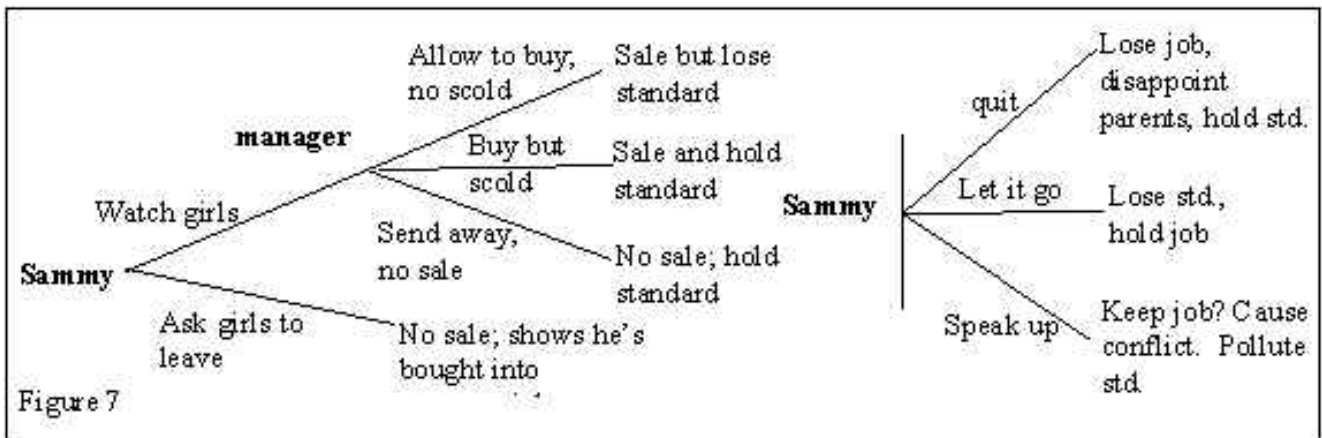 Allow to buy,
no scold
Sale but lose
standard
manager
Buy but
scold
Sale and hold
standard
Watch girls
Send away,
no sale
No sale; hold
standard
Sammy
Ask girls to
leave
No sale; shows he's
bought into
Figure 7
Lose job,
disappoint
parents, hold std.
quit
Let it go
Lose std.,
hold job
Sammy
Speak up
Keep job? Cause
conflict. Pollute
std.